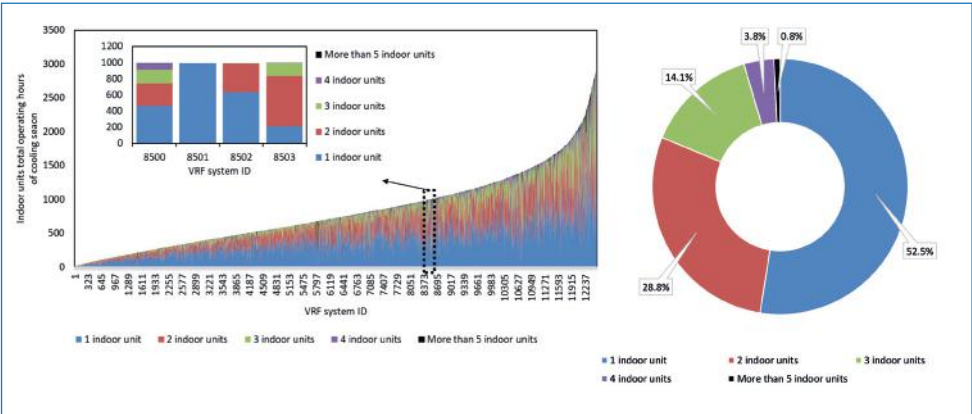 Indoor units total operating hours
of cooling seaon
3500
3000
2500
2000
1500
1000
500
0
1200
1000
800
600
400
200
0
8500 8501 8502 8503
VRF system ID
More than 5 indoor units
4 indoor units
3 indoor units
2 indoor units
1 indoor unit
1 323 645 967 1289 1611 1933 2255 2577 2899 3221 3543 3865 4187 4509 4831 5153 5475 5797 6119 6441 6763 7085 7407 7729 8051 8373 8695 9017 9339 9661 9983 10305 10627 10949 11271 11593 11915 12237
VRF system ID
1 indoor unit 2 indoor units 3 indoor units 4 indoor units More than 5 indoor units
3.8% 0.8%
14.1%
52.5%
28.8%
1 indoor unit 2 indoor units 3 indoor units
4 indoor units More than 5 indoor units